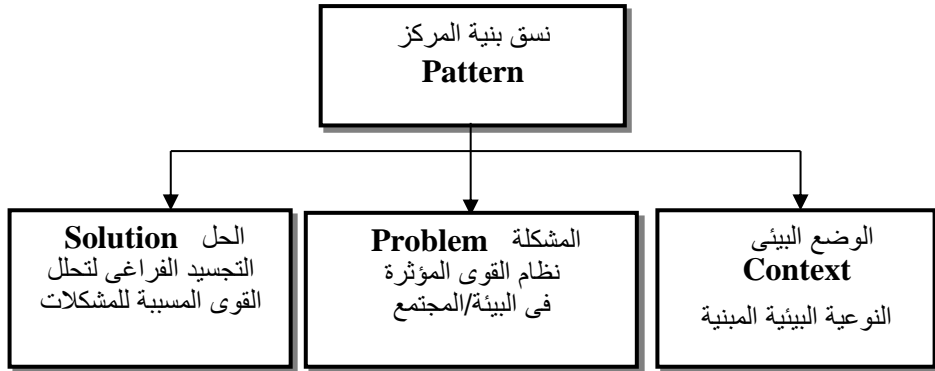 نسق بنية المركز
Pattern
الوضع البيئى
Context
النوعية البيئية المبنية
المشكلة Problem
نظام القوى المؤثرة
فى البيئة/المجتمع
الحل Solution
التجسيد الفراغى لتحلل
القوى المسببة للمشكلات